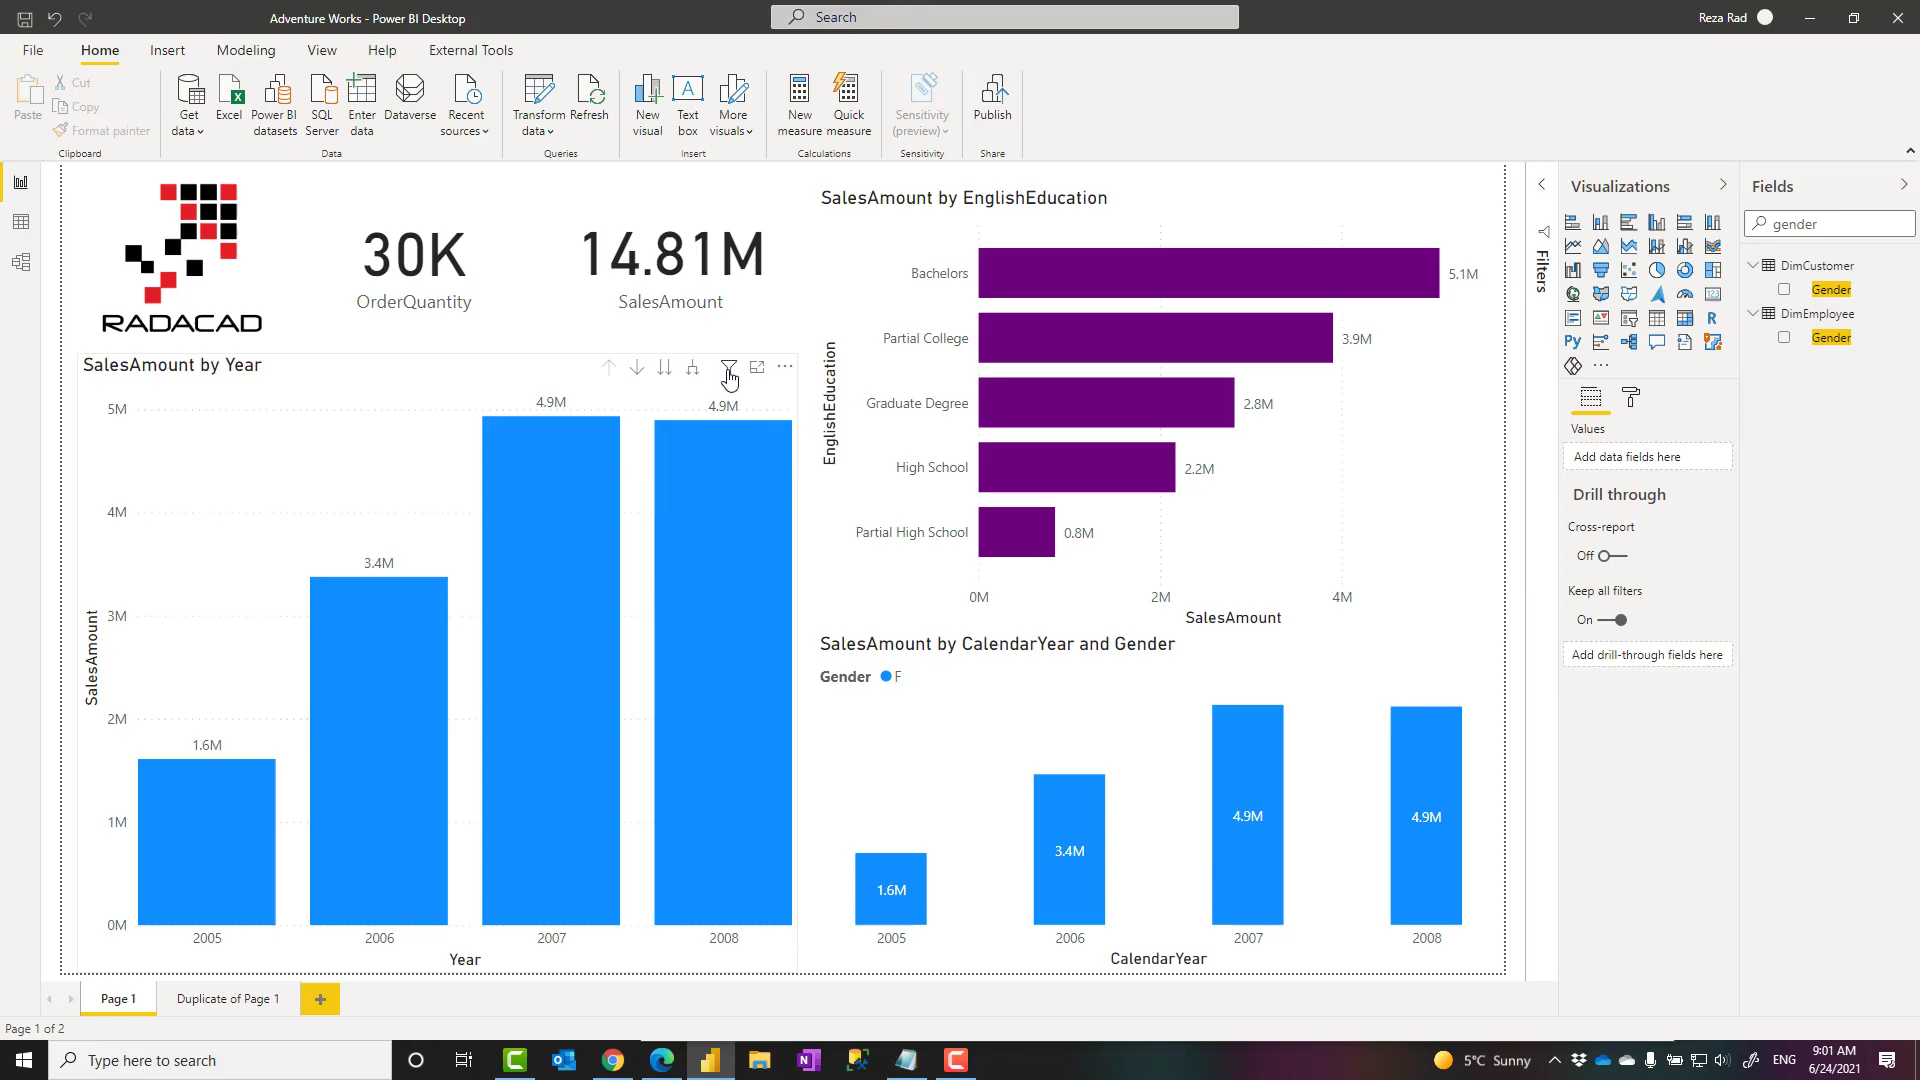 Adventure Works - Power BI Desktop
Search
Reza Rad
File Home Insert Modeling View Help External Tools
Paste
Cut
Copy
Format painter
Clipboard
Get data
Excel
Power BI datasets
SQL Server
Enter data
Dataverse
Recent sources
Data
Transform data
Refresh
Queries
New visual
A
Text box
More visuals
Insert
New measure
Quick measure
Calculations
Sensitivity (preview)
Sensitivity
Publish
Share
RADACAD
30K
OrderQuantity
14.81M
SalesAmount
SalesAmount by Year
SalesAmount
5M
4M
3M
2M
1M
0M
1.6M
3.4M
4.9M
4.9M
2005 2006 2007 2008
Year
SalesAmount by EnglishEducation
EnglishEducation
Bachelors 5.1M
Partial College 3.9M
Graduate Degree 2.8M
High School 2.2M
Partial High School 0.8M
0M 2M 4M
SalesAmount
SalesAmount by CalendarYear and Gender
Gender F
1.6M
3.4M
4.9M
4.9M
2005 2006 2007 2008
CalendarYear
Filters
Visualizations
R
Py
Values
Add data fields here
Drill through
Cross-report
Off
Keep all filters
On
Add drill-through fields here
Fields
gender
DimCustomer
Gender
DimEmployee
Gender
Page 1
Duplicate of Page 1
+
Page 1 of 2
Type here to search
5°C Sunny
ENG
9:01 AM
6/24/2021